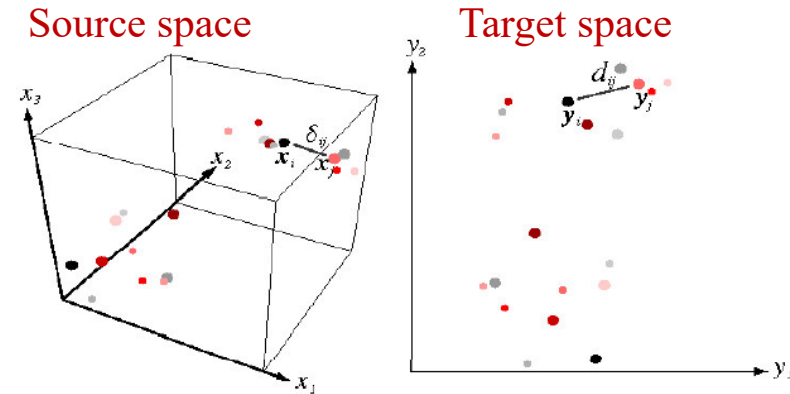 Source space
Target space
x₃
x₂
δᵢⱼ
xᵢ
xⱼ
x₁
y₂
dᵢⱼ
yᵢ
yⱼ
y₁